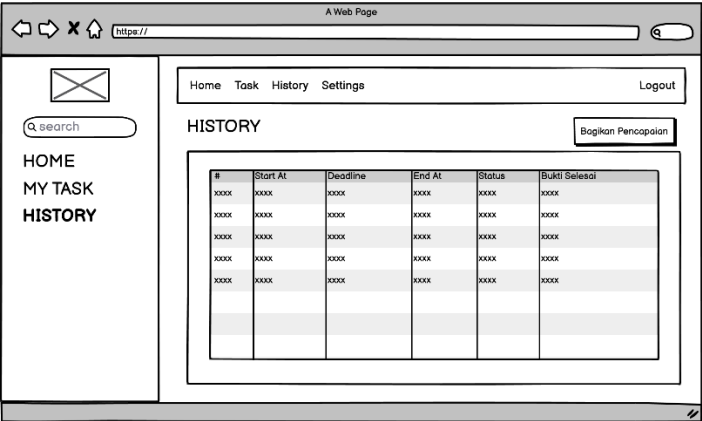 A Web Page
https://
search
HOME
MY TASK
HISTORY
Home Task History Settings Logout
HISTORY
Bagikan Pencapaian
# Start At Deadline End At Status Bukti Selesai
xxxx xxxx xxxx xxxx xxxx xxxx
xxxx xxxx xxxx xxxx xxxx xxxx
xxxx xxxx xxxx xxxx xxxx xxxx
xxxx xxxx xxxx xxxx xxxx xxxx
xxxx xxxx xxxx xxxx xxxx xxxx